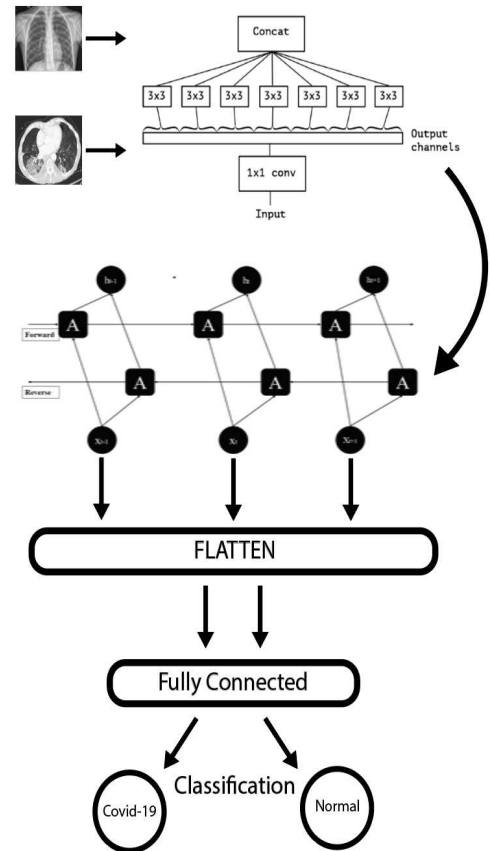 Concat
3x3 3x3 3x3 3x3 3x3 3x3 3x3
Output
channels
1x1 conv
Input
A A A
Forward
A A A
Reverse
FLATTEN
Fully Connected
Classification
Covid-19
Normal